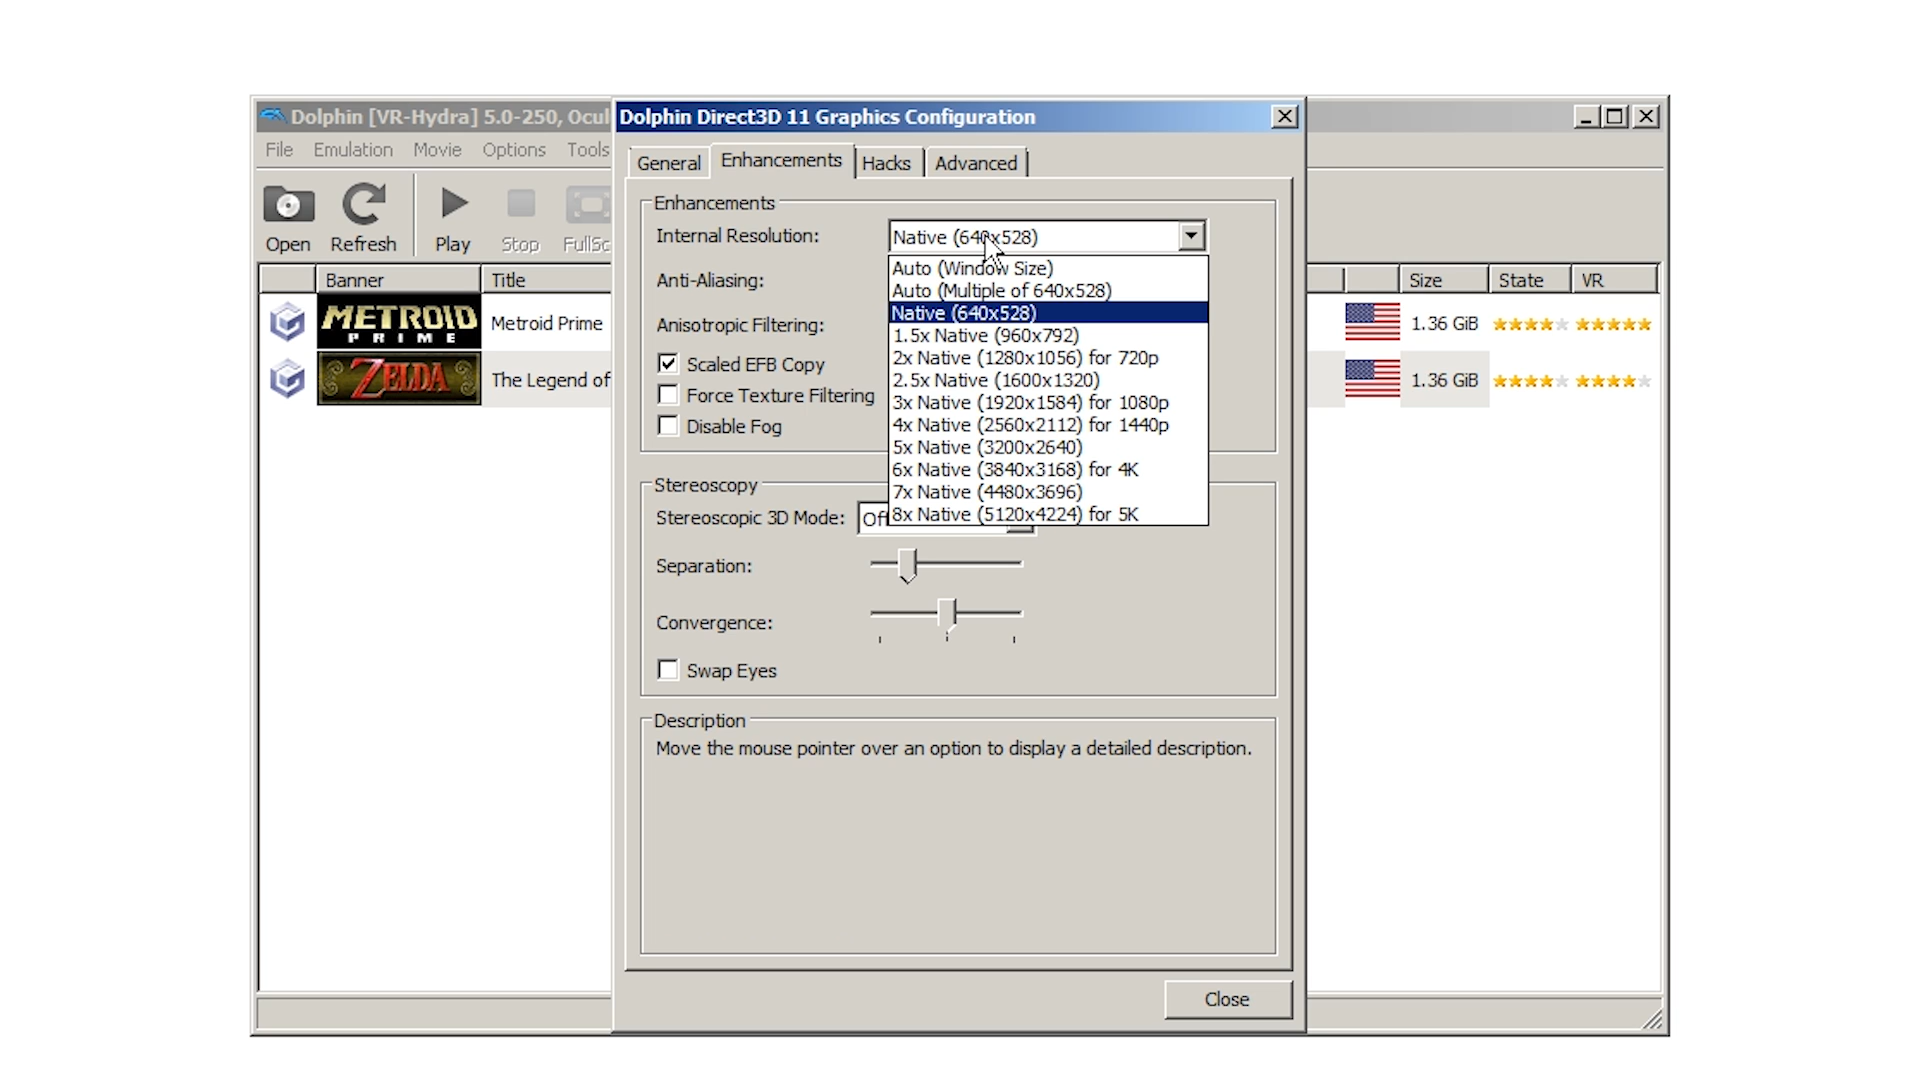 Dolphin [VR-Hydra] 5.0-250, Ocul
File Emulation Movie Options Tools
Open Refresh Play Stop FullSc
Banner Title Size State VR
METROID PRIME Metroid Prime 1.36 GiB
ZELDA The Legend of 1.36 GiB
Dolphin Direct3D 11 Graphics Configuration
General Enhancements Hacks Advanced
Enhancements
Internal Resolution: Native (640x528)
Auto (Window Size)
Auto (Multiple of 640x528)
Native (640x528)
1.5x Native (960x792)
2x Native (1280x1056) for 720p
2.5x Native (1600x1320)
3x Native (1920x1584) for 1080p
4x Native (2560x2112) for 1440p
5x Native (3200x2640)
6x Native (3840x3168) for 4K
7x Native (4480x3696)
8x Native (5120x4224) for 5K
Anti-Aliasing:
Anisotropic Filtering:
Scaled EFB Copy
Force Texture Filtering
Disable Fog
Stereoscopy
Stereoscopic 3D Mode: Off
Separation:
Convergence:
Swap Eyes
Description
Move the mouse pointer over an option to display a detailed description.
Close